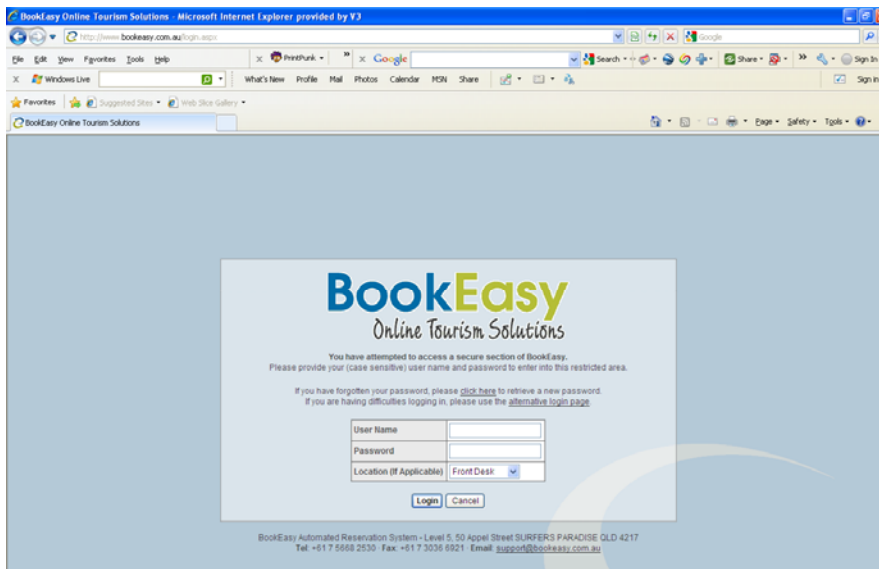 BookEasy Online Tourism Solutions - Microsoft Internet Explorer provided by V3
http://www.bookeasy.com.au/login.aspx
Google
File Edit View Favorites Tools Help
x PrintPunk
x Google
Search
Share
Sign In
X Windows Live
What's New Profile Mail Photos Calendar MSN Share
Sign in
Favorites Suggested Sites Web Slice Gallery
BookEasy Online Tourism Solutions
Page Safety Tools
BookEasy
Online Tourism Solutions
You have attempted to access a secure section of BookEasy.
Please provide your (case sensitive) user name and password to enter into this restricted area.
If you have forgotten your password, please click here to retrieve a new password.
If you are having difficulties logging in, please use the alternative login page.
User Name
Password
Location (If Applicable) Front Desk
Login Cancel
BookEasy Automated Reservation System - Level 5, 50 Appel Street SURFERS PARADISE QLD 4217
Tel: +61 7 5668 2530 · Fax: +61 7 3036 6921 · Email: support@bookeasy.com.au